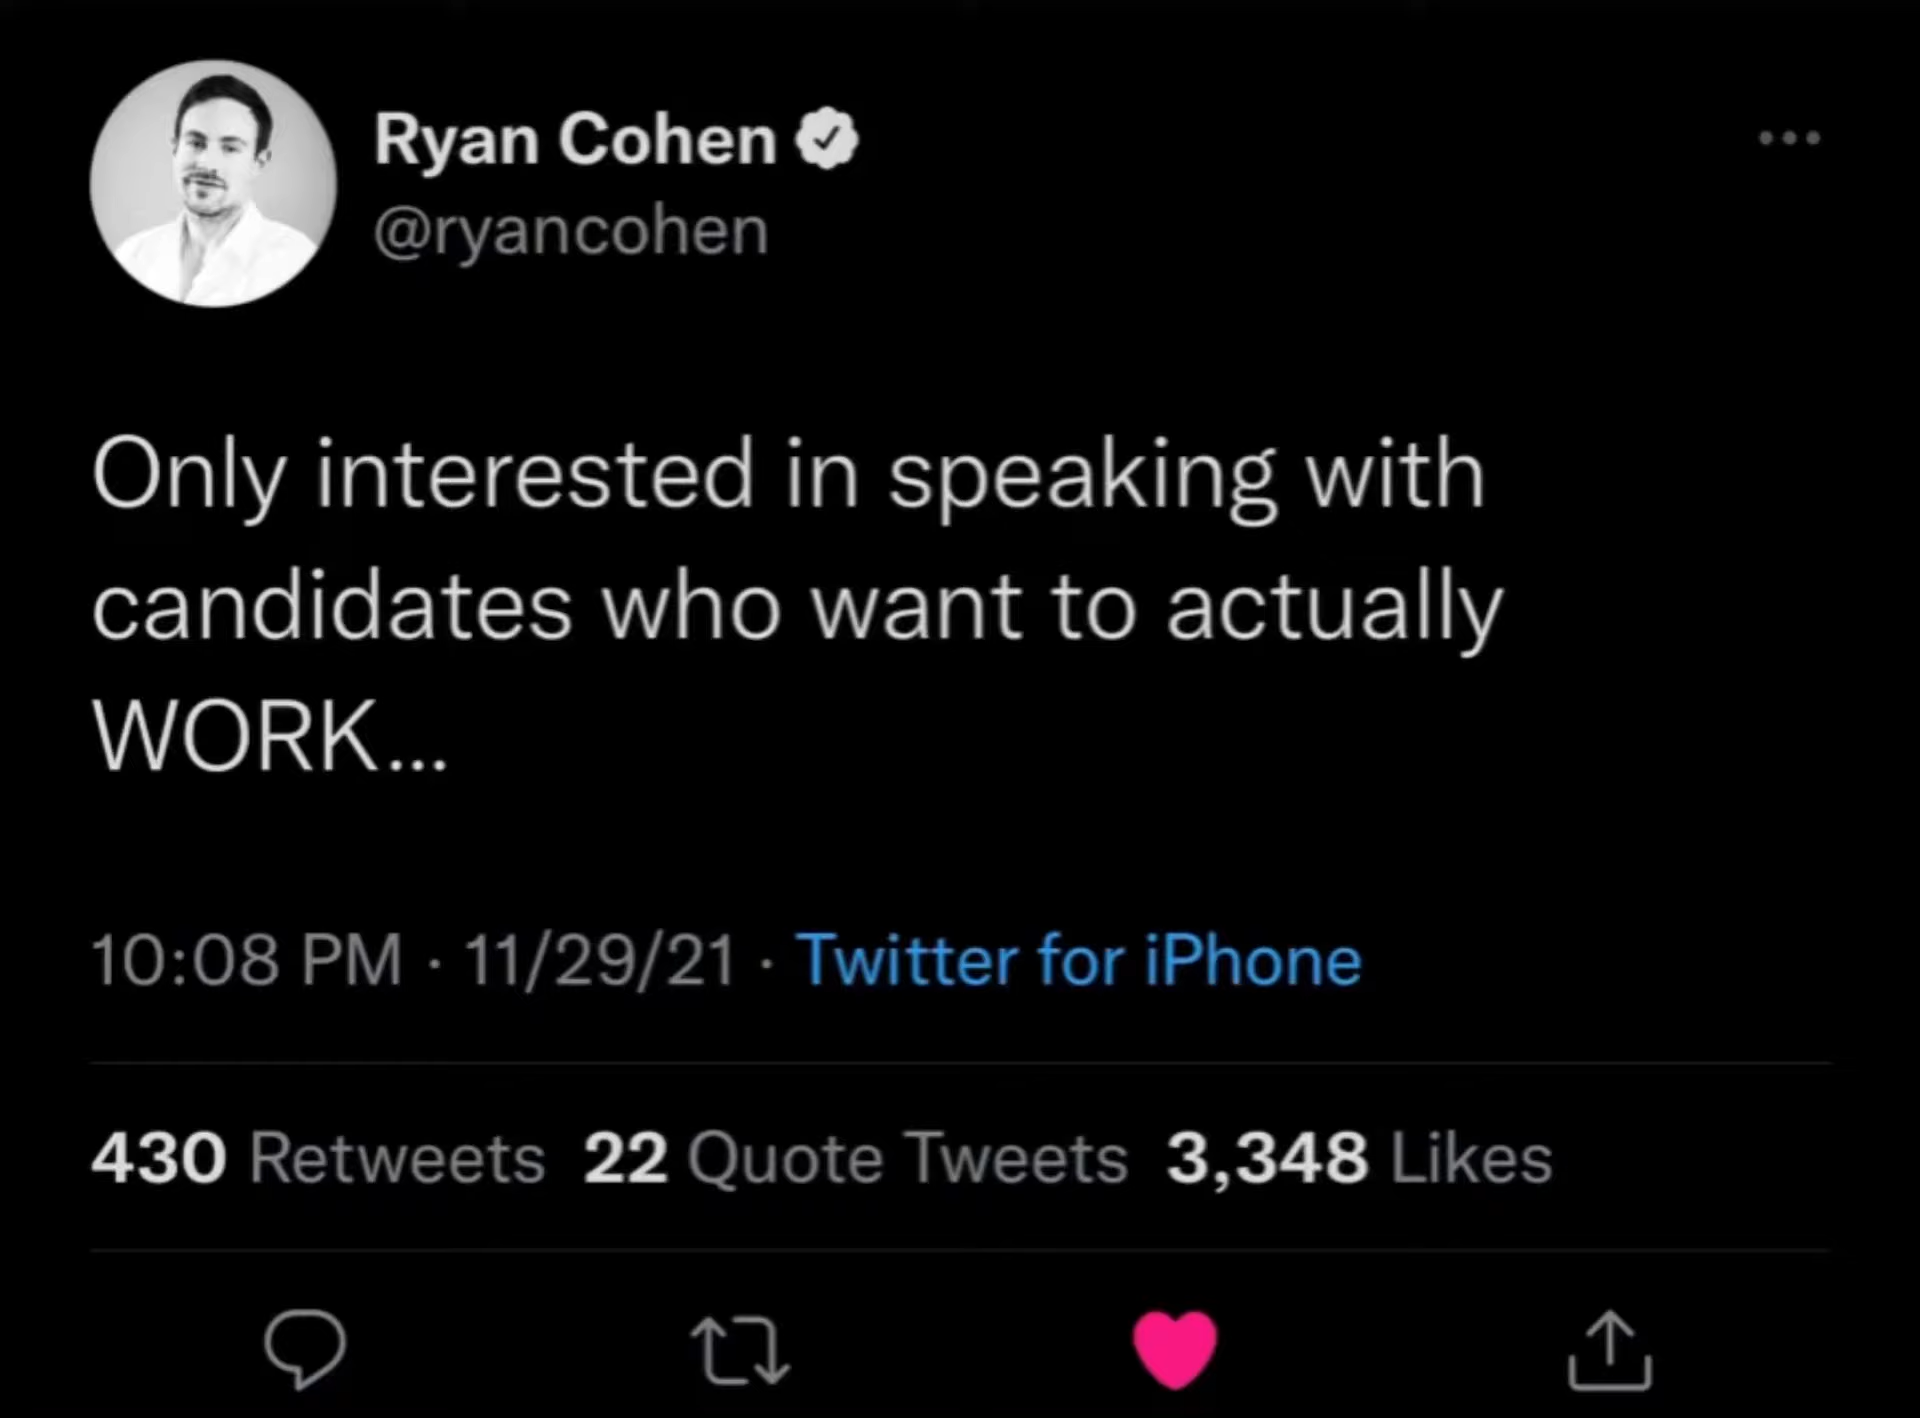 Ryan Cohen
@ryancohen
Only interested in speaking with
candidates who want to actually
WORK...
10:08 PM · 11/29/21 · Twitter for iPhone
430 Retweets 22 Quote Tweets 3,348 Likes